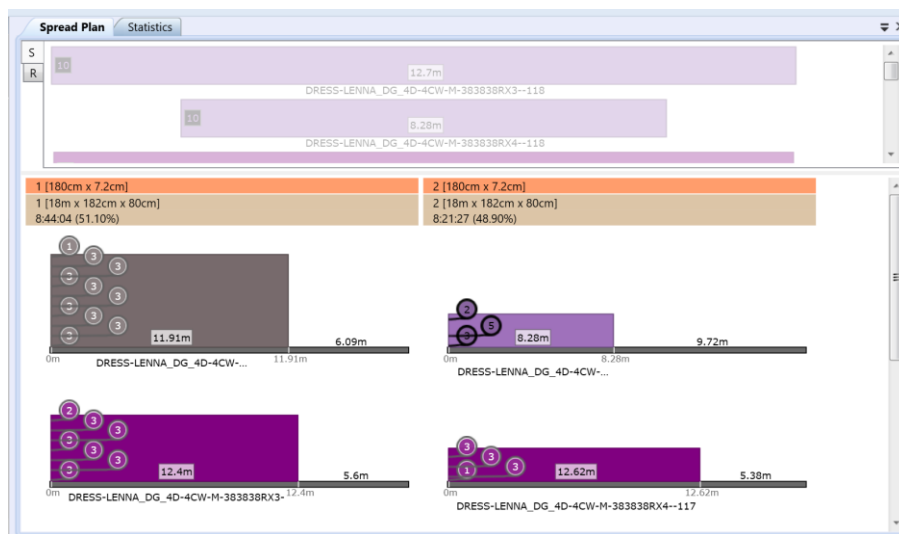 Spread Plan Statistics
S
R
10
12.7m
DRESS-LENNA_DG_4D-4CW-M-383838RX3--118
10
8.28m
DRESS-LENNA_DG_4D-4CW-M-383838RX4--118
1 [180cm x 7.2cm]
2 [180cm x 7.2cm]
1 [18m x 182cm x 80cm]
2 [18m x 182cm x 80cm]
8:44:04 (51.10%)
8:21:27 (48.90%)
1
3
3
3
3
3
3
3
3
3
11.91m
6.09m
0m
11.91m
DRESS-LENNA_DG_4D-4CW-...
2
5
3
8.28m
9.72m
0m
8.28m
DRESS-LENNA_DG_4D-4CW-...
2
3
3
3
3
3
3
12.4m
5.6m
0m
12.4m
DRESS-LENNA_DG_4D-4CW-M-383838RX3-
3
3
1
3
12.62m
5.38m
0m
12.62m
DRESS-LENNA_DG_4D-4CW-M-383838RX4--117